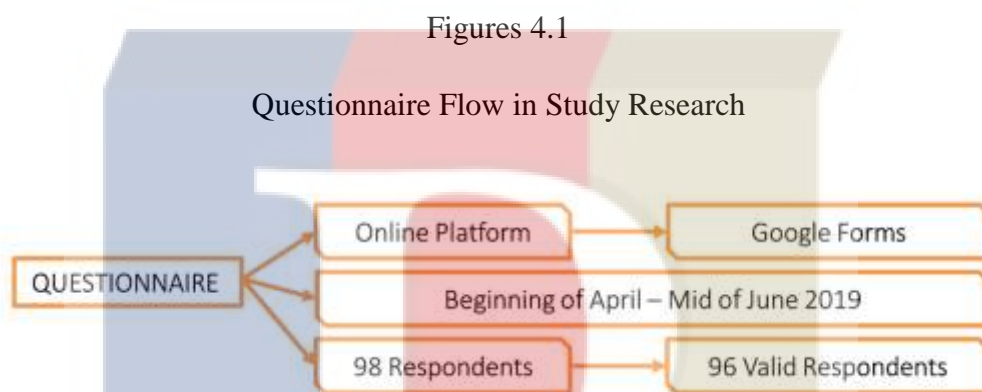 Figures 4.1
Questionnaire Flow in Study Research
QUESTIONNAIRE
Online Platform
Google Forms
Beginning of April – Mid of June 2019
98 Respondents
96 Valid Respondents